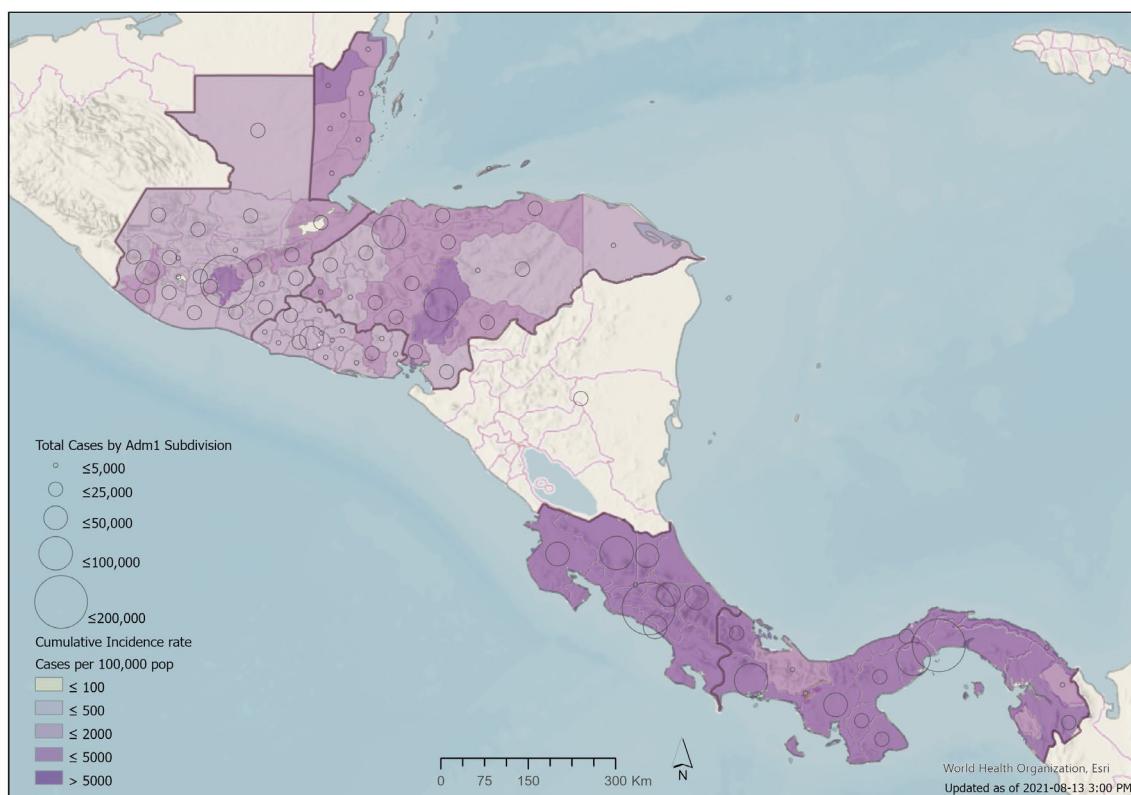 Total Cases by Adm1 Subdivision
≤5,000
≤25,000
≤50,000
≤100,000
≤200,000
Cumulative Incidence rate
Cases per 100,000 pop
≤ 100
≤ 500
≤ 2000
≤ 5000
> 5000
0 75 150 300 Km
N
World Health Organization, Esri
Updated as of 2021-08-13 3:00 PM